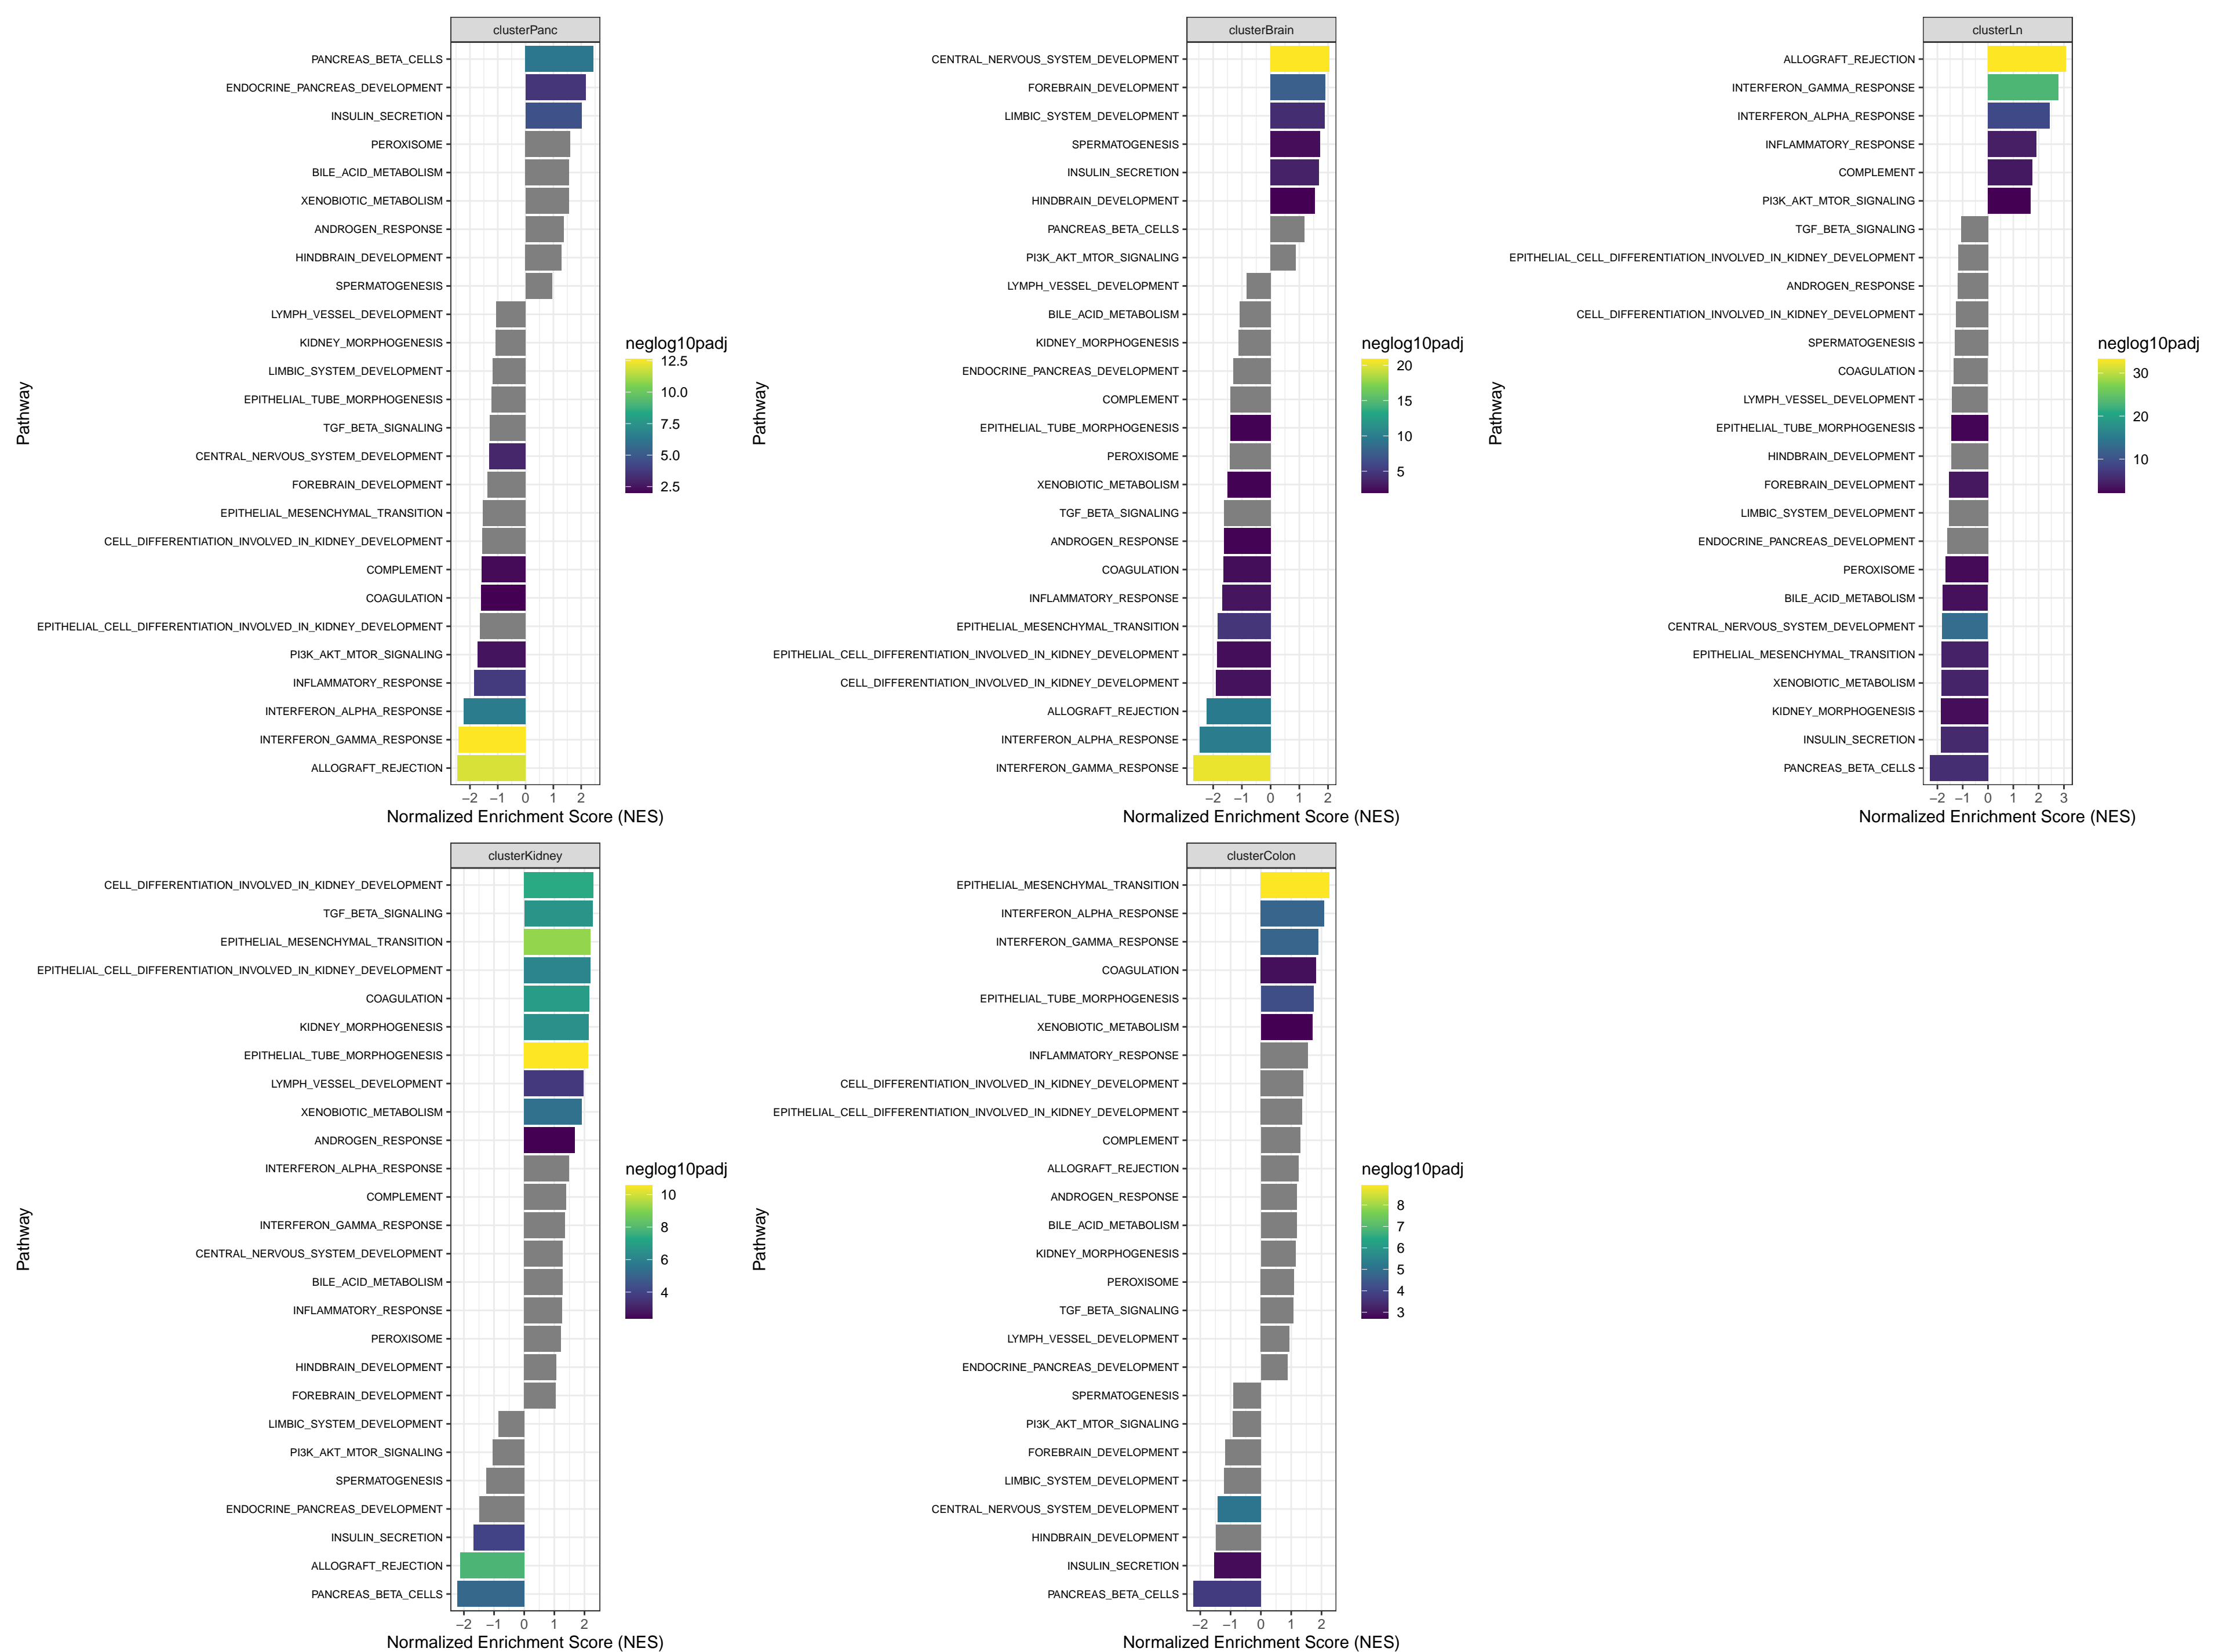 clusterPanc
PANCREAS_BETA_CELLS
ENDOCRINE_PANCREAS_DEVELOPMENT
INSULIN_SECRETION
PEROXISOME
BILE_ACID_METABOLISM
XENOBIOTIC_METABOLISM
ANDROGEN_RESPONSE
HINDBRAIN_DEVELOPMENT
SPERMATOGENESIS
LYMPH_VESSEL_DEVELOPMENT
KIDNEY_MORPHOGENESIS
LIMBIC_SYSTEM_DEVELOPMENT
EPITHELIAL_TUBE_MORPHOGENESIS
TGF_BETA_SIGNALING
CENTRAL_NERVOUS_SYSTEM_DEVELOPMENT
FOREBRAIN_DEVELOPMENT
EPITHELIAL_MESENCHYMAL_TRANSITION
CELL_DIFFERENTIATION_INVOLVED_IN_KIDNEY_DEVELOPMENT
COMPLEMENT
COAGULATION
EPITHELIAL_CELL_DIFFERENTIATION_INVOLVED_IN_KIDNEY_DEVELOPMENT
PI3K_AKT_MTOR_SIGNALING
INFLAMMATORY_RESPONSE
INTERFERON_ALPHA_RESPONSE
INTERFERON_GAMMA_RESPONSE
ALLOGRAFT_REJECTION
−2 −1 0 1 2
Normalized Enrichment Score (NES)
Pathway
neglog10padj
12.5
10.0
7.5
5.0
2.5
clusterBrain
CENTRAL_NERVOUS_SYSTEM_DEVELOPMENT
FOREBRAIN_DEVELOPMENT
LIMBIC_SYSTEM_DEVELOPMENT
SPERMATOGENESIS
INSULIN_SECRETION
HINDBRAIN_DEVELOPMENT
PANCREAS_BETA_CELLS
PI3K_AKT_MTOR_SIGNALING
LYMPH_VESSEL_DEVELOPMENT
BILE_ACID_METABOLISM
KIDNEY_MORPHOGENESIS
ENDOCRINE_PANCREAS_DEVELOPMENT
COMPLEMENT
EPITHELIAL_TUBE_MORPHOGENESIS
PEROXISOME
XENOBIOTIC_METABOLISM
TGF_BETA_SIGNALING
ANDROGEN_RESPONSE
COAGULATION
INFLAMMATORY_RESPONSE
EPITHELIAL_MESENCHYMAL_TRANSITION
EPITHELIAL_CELL_DIFFERENTIATION_INVOLVED_IN_KIDNEY_DEVELOPMENT
CELL_DIFFERENTIATION_INVOLVED_IN_KIDNEY_DEVELOPMENT
ALLOGRAFT_REJECTION
INTERFERON_ALPHA_RESPONSE
INTERFERON_GAMMA_RESPONSE
−2 −1 0 1 2
Normalized Enrichment Score (NES)
Pathway
neglog10padj
20
15
10
5
clusterLn
ALLOGRAFT_REJECTION
INTERFERON_GAMMA_RESPONSE
INTERFERON_ALPHA_RESPONSE
INFLAMMATORY_RESPONSE
COMPLEMENT
PI3K_AKT_MTOR_SIGNALING
TGF_BETA_SIGNALING
EPITHELIAL_CELL_DIFFERENTIATION_INVOLVED_IN_KIDNEY_DEVELOPMENT
ANDROGEN_RESPONSE
CELL_DIFFERENTIATION_INVOLVED_IN_KIDNEY_DEVELOPMENT
SPERMATOGENESIS
COAGULATION
LYMPH_VESSEL_DEVELOPMENT
EPITHELIAL_TUBE_MORPHOGENESIS
HINDBRAIN_DEVELOPMENT
FOREBRAIN_DEVELOPMENT
LIMBIC_SYSTEM_DEVELOPMENT
ENDOCRINE_PANCREAS_DEVELOPMENT
PEROXISOME
BILE_ACID_METABOLISM
CENTRAL_NERVOUS_SYSTEM_DEVELOPMENT
EPITHELIAL_MESENCHYMAL_TRANSITION
XENOBIOTIC_METABOLISM
KIDNEY_MORPHOGENESIS
INSULIN_SECRETION
PANCREAS_BETA_CELLS
−2 −1 0 1 2 3
Normalized Enrichment Score (NES)
Pathway
neglog10padj
30
20
10
clusterKidney
CELL_DIFFERENTIATION_INVOLVED_IN_KIDNEY_DEVELOPMENT
TGF_BETA_SIGNALING
EPITHELIAL_MESENCHYMAL_TRANSITION
EPITHELIAL_CELL_DIFFERENTIATION_INVOLVED_IN_KIDNEY_DEVELOPMENT
COAGULATION
KIDNEY_MORPHOGENESIS
EPITHELIAL_TUBE_MORPHOGENESIS
LYMPH_VESSEL_DEVELOPMENT
XENOBIOTIC_METABOLISM
ANDROGEN_RESPONSE
INTERFERON_ALPHA_RESPONSE
COMPLEMENT
INTERFERON_GAMMA_RESPONSE
CENTRAL_NERVOUS_SYSTEM_DEVELOPMENT
BILE_ACID_METABOLISM
INFLAMMATORY_RESPONSE
PEROXISOME
HINDBRAIN_DEVELOPMENT
FOREBRAIN_DEVELOPMENT
LIMBIC_SYSTEM_DEVELOPMENT
PI3K_AKT_MTOR_SIGNALING
SPERMATOGENESIS
ENDOCRINE_PANCREAS_DEVELOPMENT
INSULIN_SECRETION
ALLOGRAFT_REJECTION
PANCREAS_BETA_CELLS
−2 −1 0 1 2
Normalized Enrichment Score (NES)
Pathway
neglog10padj
10
8
6
4
clusterColon
EPITHELIAL_MESENCHYMAL_TRANSITION
INTERFERON_ALPHA_RESPONSE
INTERFERON_GAMMA_RESPONSE
COAGULATION
EPITHELIAL_TUBE_MORPHOGENESIS
XENOBIOTIC_METABOLISM
INFLAMMATORY_RESPONSE
CELL_DIFFERENTIATION_INVOLVED_IN_KIDNEY_DEVELOPMENT
EPITHELIAL_CELL_DIFFERENTIATION_INVOLVED_IN_KIDNEY_DEVELOPMENT
COMPLEMENT
ALLOGRAFT_REJECTION
ANDROGEN_RESPONSE
BILE_ACID_METABOLISM
KIDNEY_MORPHOGENESIS
PEROXISOME
TGF_BETA_SIGNALING
LYMPH_VESSEL_DEVELOPMENT
ENDOCRINE_PANCREAS_DEVELOPMENT
SPERMATOGENESIS
PI3K_AKT_MTOR_SIGNALING
FOREBRAIN_DEVELOPMENT
LIMBIC_SYSTEM_DEVELOPMENT
CENTRAL_NERVOUS_SYSTEM_DEVELOPMENT
HINDBRAIN_DEVELOPMENT
INSULIN_SECRETION
PANCREAS_BETA_CELLS
−2 −1 0 1 2
Normalized Enrichment Score (NES)
Pathway
neglog10padj
8
7
6
5
4
3